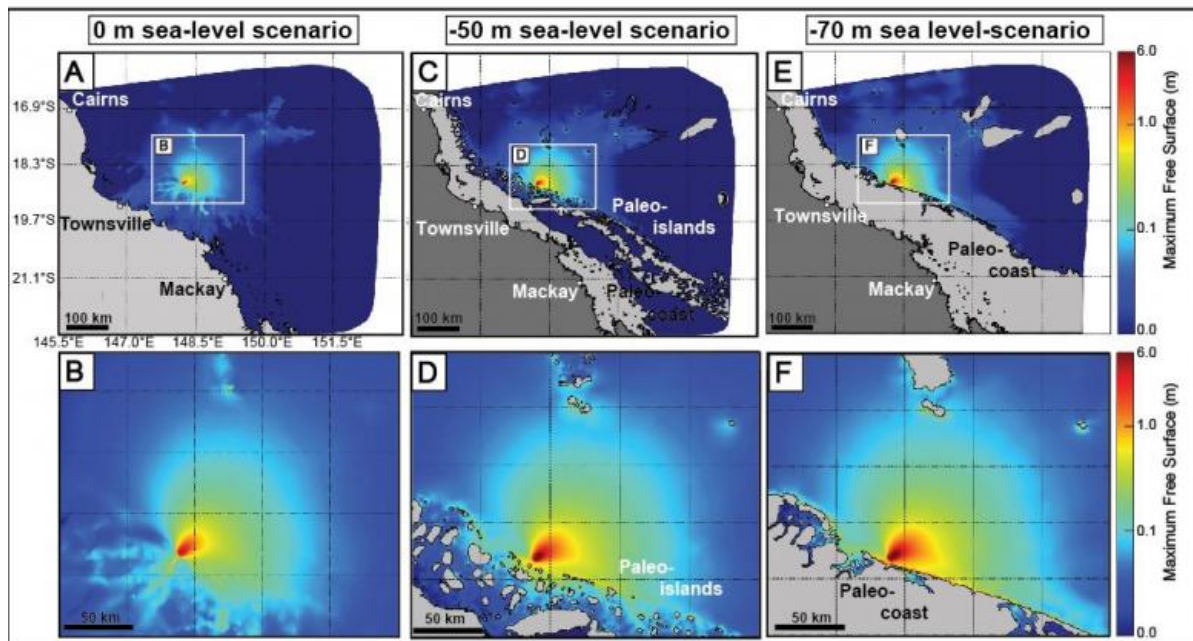 0 m sea-level scenario
-50 m sea-level-scenario
-70 m sea level-scenario
A
C
E
Cairns
Cairns
Cairns
16.9°S
18.3°S
19.7°S
21.1°S
B
D
F
Townsville
Townsville
Townsville
Paleo-
islands
Paleo-
coast
Mackay
Mackay
Mackay
Paleo-
coast
100 km
100 km
100 km
145.5°E
147.0°E
148.5°E
150.0°E
151.5°E
6.0
1.0
0.1
0.0
Maximum Free Surface (m)
B
D
F
Paleo-
islands
Paleo-
coast
50 km
50 km
50 km
6.0
1.0
0.1
0.0
Maximum Free Surface (m)